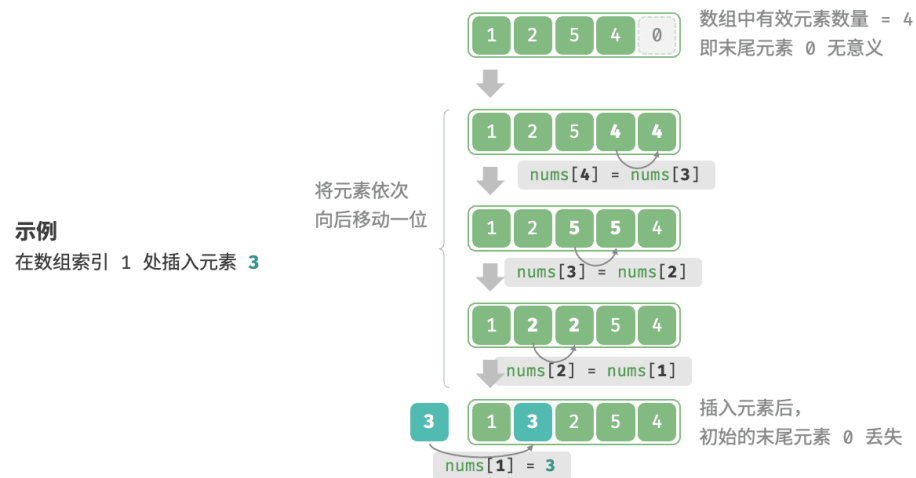 1 2 5 4 0
数组中有效元素数量 = 4
即末尾元素 0 无意义
1 2 5 4 4
nums[4] = nums[3]
将元素依次
向后移动一位
1 2 5 5 4
示例
在数组索引 1 处插入元素 3
nums[3] = nums[2]
1 2 2 5 4
nums[2] = nums[1]
3 1 3 2 5 4
插入元素后，
初始的末尾元素 0 丢失
nums[1] = 3